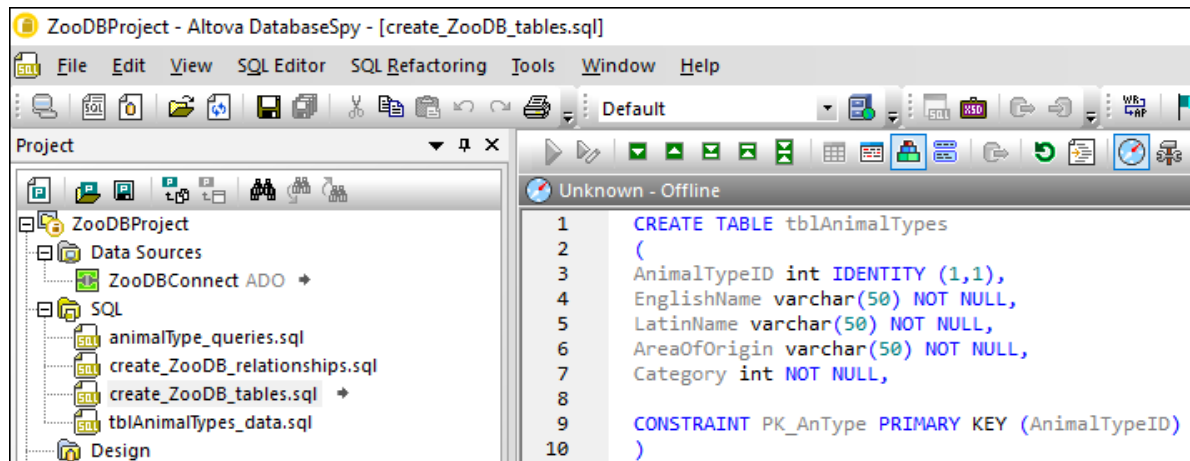 ZooDBProject - Altova DatabaseSpy - [create_ZooDB_tables.sql]
File Edit View SQL Editor SQL Refactoring Tools Window Help
Default
Project
Unknown - Offline
ZooDBProject
Data Sources
ZooDBConnect ADO
SQL
animalType_queries.sql
create_ZooDB_relationships.sql
create_ZooDB_tables.sql
tblAnimalTypes_data.sql
Design
1 CREATE TABLE tblAnimalTypes
2 (
3 AnimalTypeID int IDENTITY (1,1),
4 EnglishName varchar(50) NOT NULL,
5 LatinName varchar(50) NOT NULL,
6 AreaOfOrigin varchar(50) NOT NULL,
7 Category int NOT NULL,
8
9 CONSTRAINT PK_AnType PRIMARY KEY (AnimalTypeID)
10 )